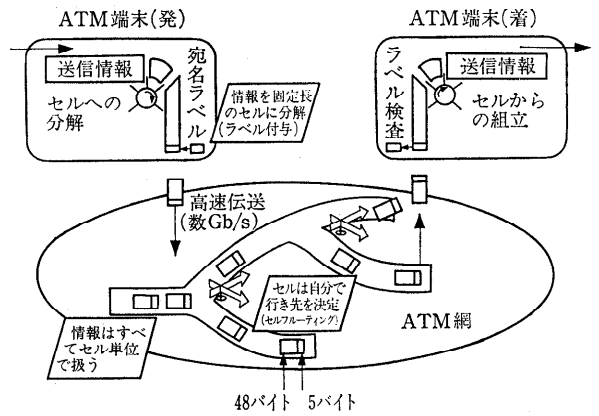 ATM端末(発)
ATM端末(着)
送信情報
セルへの
分解
宛名ラベル
情報を固定長
のセルに分解
(ラベル付与)
ラベル検査
送信情報
セルから
の組立
高速伝送
(数Gb/s)
セルは自分で
行き先を決定
(セルフルーティング)
ATM網
情報はすべ
てセル単位
で扱う
48バイト 5バイト